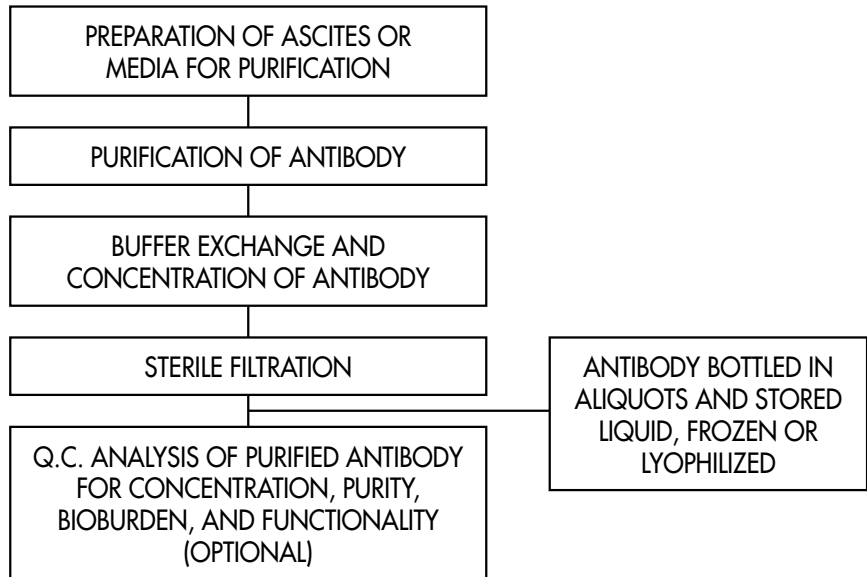 PREPARATION OF ASCITES OR
MEDIA FOR PURIFICATION
PURIFICATION OF ANTIBODY
BUFFER EXCHANGE AND
CONCENTRATION OF ANTIBODY
STERILE FILTRATION
ANTIBODY BOTTLED IN
ALIQUOTS AND STORED
LIQUID, FROZEN OR
LYOPHILIZED
Q.C. ANALYSIS OF PURIFIED ANTIBODY
FOR CONCENTRATION, PURITY,
BIOBURDEN, AND FUNCTIONALITY
(OPTIONAL)